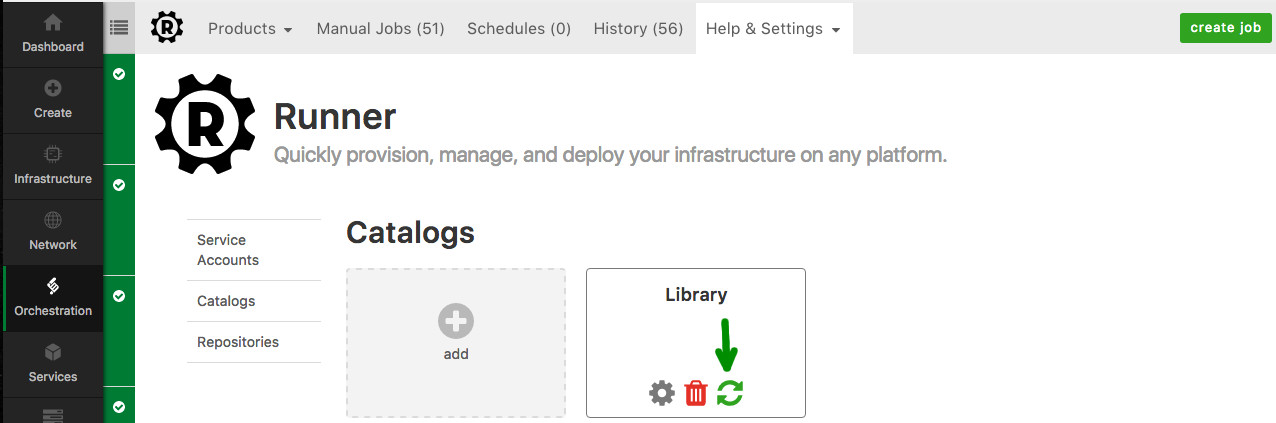 Dashboard
Create
Infrastructure
Network
Orchestration
Services
R
Products
Manual Jobs (51)
Schedules (0)
History (56)
Help & Settings
create job
R
Runner
Quickly provision, manage, and deploy your infrastructure on any platform.
Service
Accounts
Catalogs
Repositories
Catalogs
add
Library